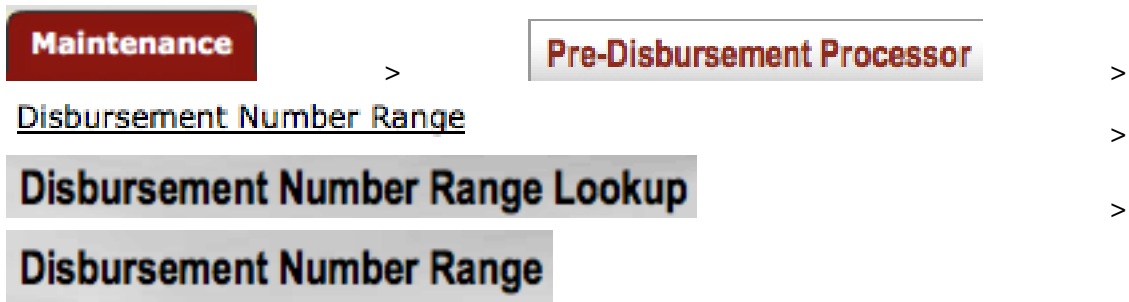 Maintenance > Pre-Disbursement Processor >
Disbursement Number Range >
Disbursement Number Range Lookup >
Disbursement Number Range